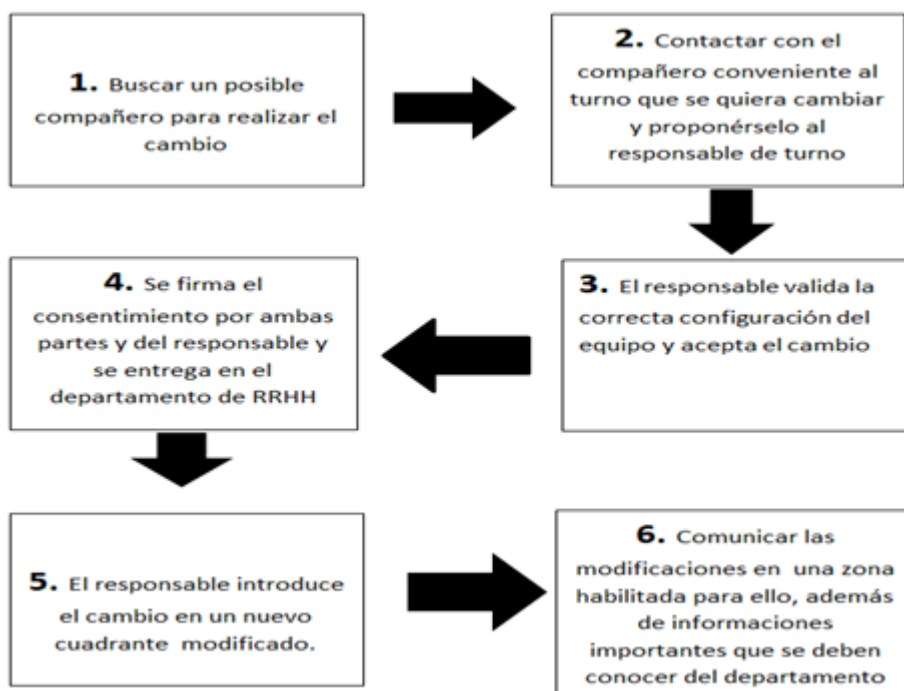 1. Buscar un posible
compañero para realizar el
cambio
2. Contactar con el
compañero conveniente al
turno que se quiera cambiar
y proponérselo al
responsable de turno
3. El responsable valida la
correcta configuración del
equipo y acepta el cambio
4. Se firma el
consentimiento por ambas
partes y del responsable y
se entrega en el
departamento de RRHH
5. El responsable introduce
el cambio en un nuevo
cuadrante modificado.
6. Comunicar las
modificaciones en una zona
habilitada para ello, además
de informaciones
importantes que se deben
conocer del departamento